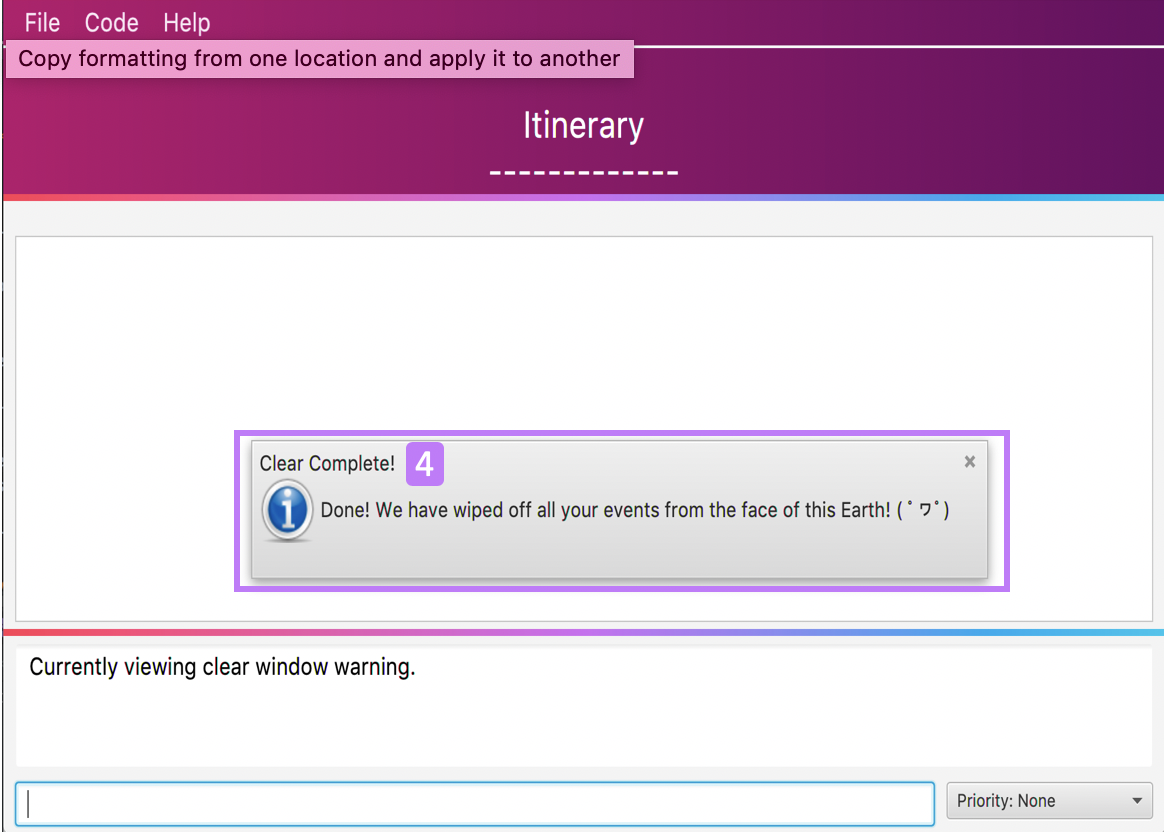 File Code Help
Copy formatting from one location and apply it to another
Itinerary
-------------
Clear Complete! 4
Done! We have wiped off all your events from the face of this Earth! ( ﾟヮﾟ)
Currently viewing clear window warning.
Priority: None